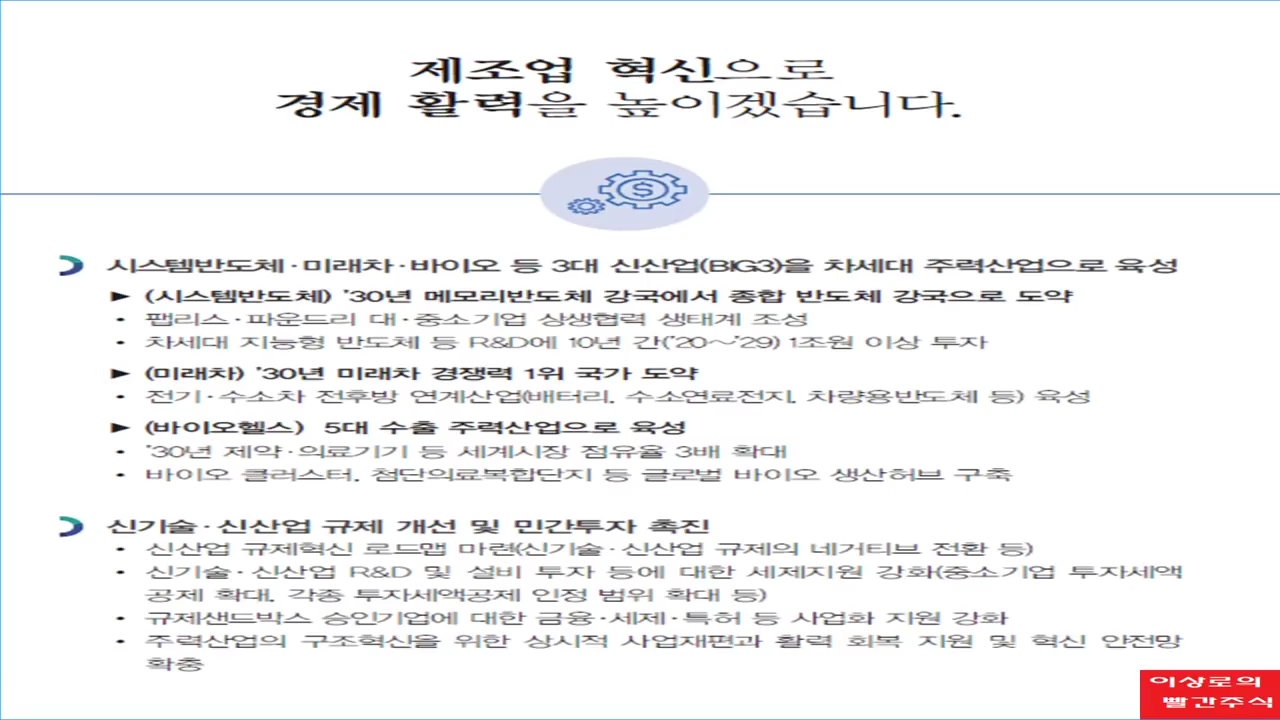 제조업 혁신으로
경제 활력을 높이겠습니다.
$
시스템반도체·미래차·바이오 등 3대 신산업(BIG3)을 차세대 주력산업으로 육성
► (시스템반도체) '30년 메모리반도체 강국에서 종합 반도체 강국으로 도약
• 팹리스·파운드리 대·중소기업 상생협력 생태계 조성
• 차세대 지능형 반도체 등 R&D에 10년 간('20~'29) 1조원 이상 투자
► (미래차) '30년 미래차 경쟁력 1위 국가 도약
• 전기·수소차 전후방 연계산업(배터리, 수소연료전지, 차량용반도체 등) 육성
► (바이오헬스) 5대 수출 주력산업으로 육성
• '30년 제약·의료기기 등 세계시장 점유율 3배 확대
• 바이오 클러스터, 첨단의료복합단지 등 글로벌 바이오 생산허브 구축
신기술·신산업 규제 개선 및 민간투자 촉진
• 신산업 규제혁신 로드맵 마련(신기술·신산업 규제의 네거티브 전환 등)
• 신기술·신산업 R&D 및 설비 투자 등에 대한 세제지원 강화(중소기업 투자세액
공제 확대, 각종 투자세액공제 인정 범위 확대 등)
• 규제샌드박스 승인기업에 대한 금융·세제·특허 등 사업화 지원 강화
• 주력산업의 구조혁신을 위한 상시적 사업재편과 활력 회복 지원 및 혁신 안전망
확충
이상로의
빨간주식